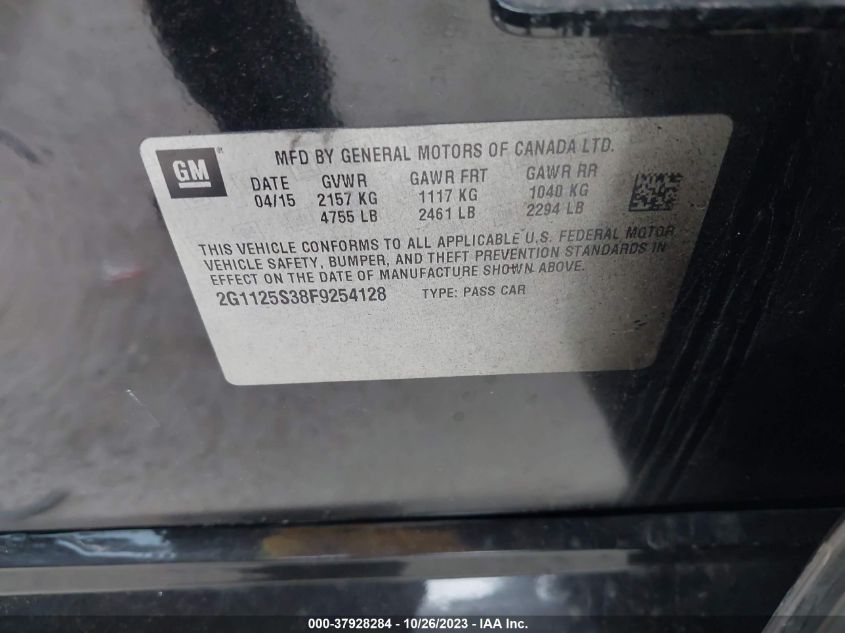 GM
MFD BY GENERAL MOTORS OF CANADA LTD.
DATE GVWR GAWR FRT GAWR RR
04/15 2157 KG 1117 KG 1040 KG
4755 LB 2461 LB 2294 LB
THIS VEHICLE CONFORMS TO ALL APPLICABLE U.S. FEDERAL MOTOR
VEHICLE SAFETY, BUMPER, AND THEFT PREVENTION STANDARDS IN
EFFECT ON THE DATE OF MANUFACTURE SHOWN ABOVE.
2G1125S38F9254128 TYPE: PASS CAR
000-37928284 - 10/26/2023 - IAA Inc.